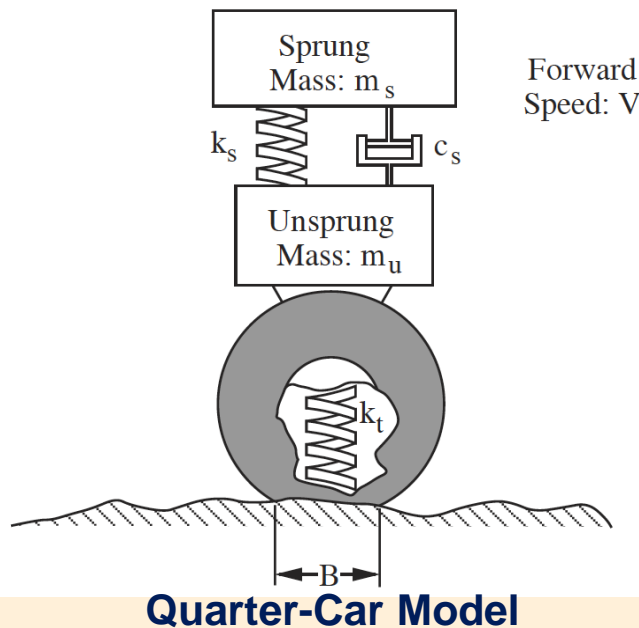 Sprung
Mass: m s
Forward
Speed: V
k s
c s
Unsprung
Mass: m u
k t
B
Quarter-Car Model